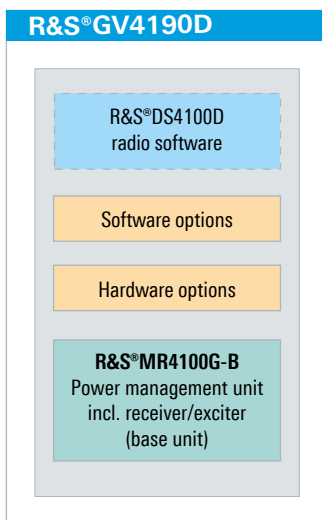 R&S®GV4190D
R&S®DS4100D
radio software
Software options
Hardware options
R&S®MR4100G-B
Power management unit
incl. receiver/exciter
(base unit)